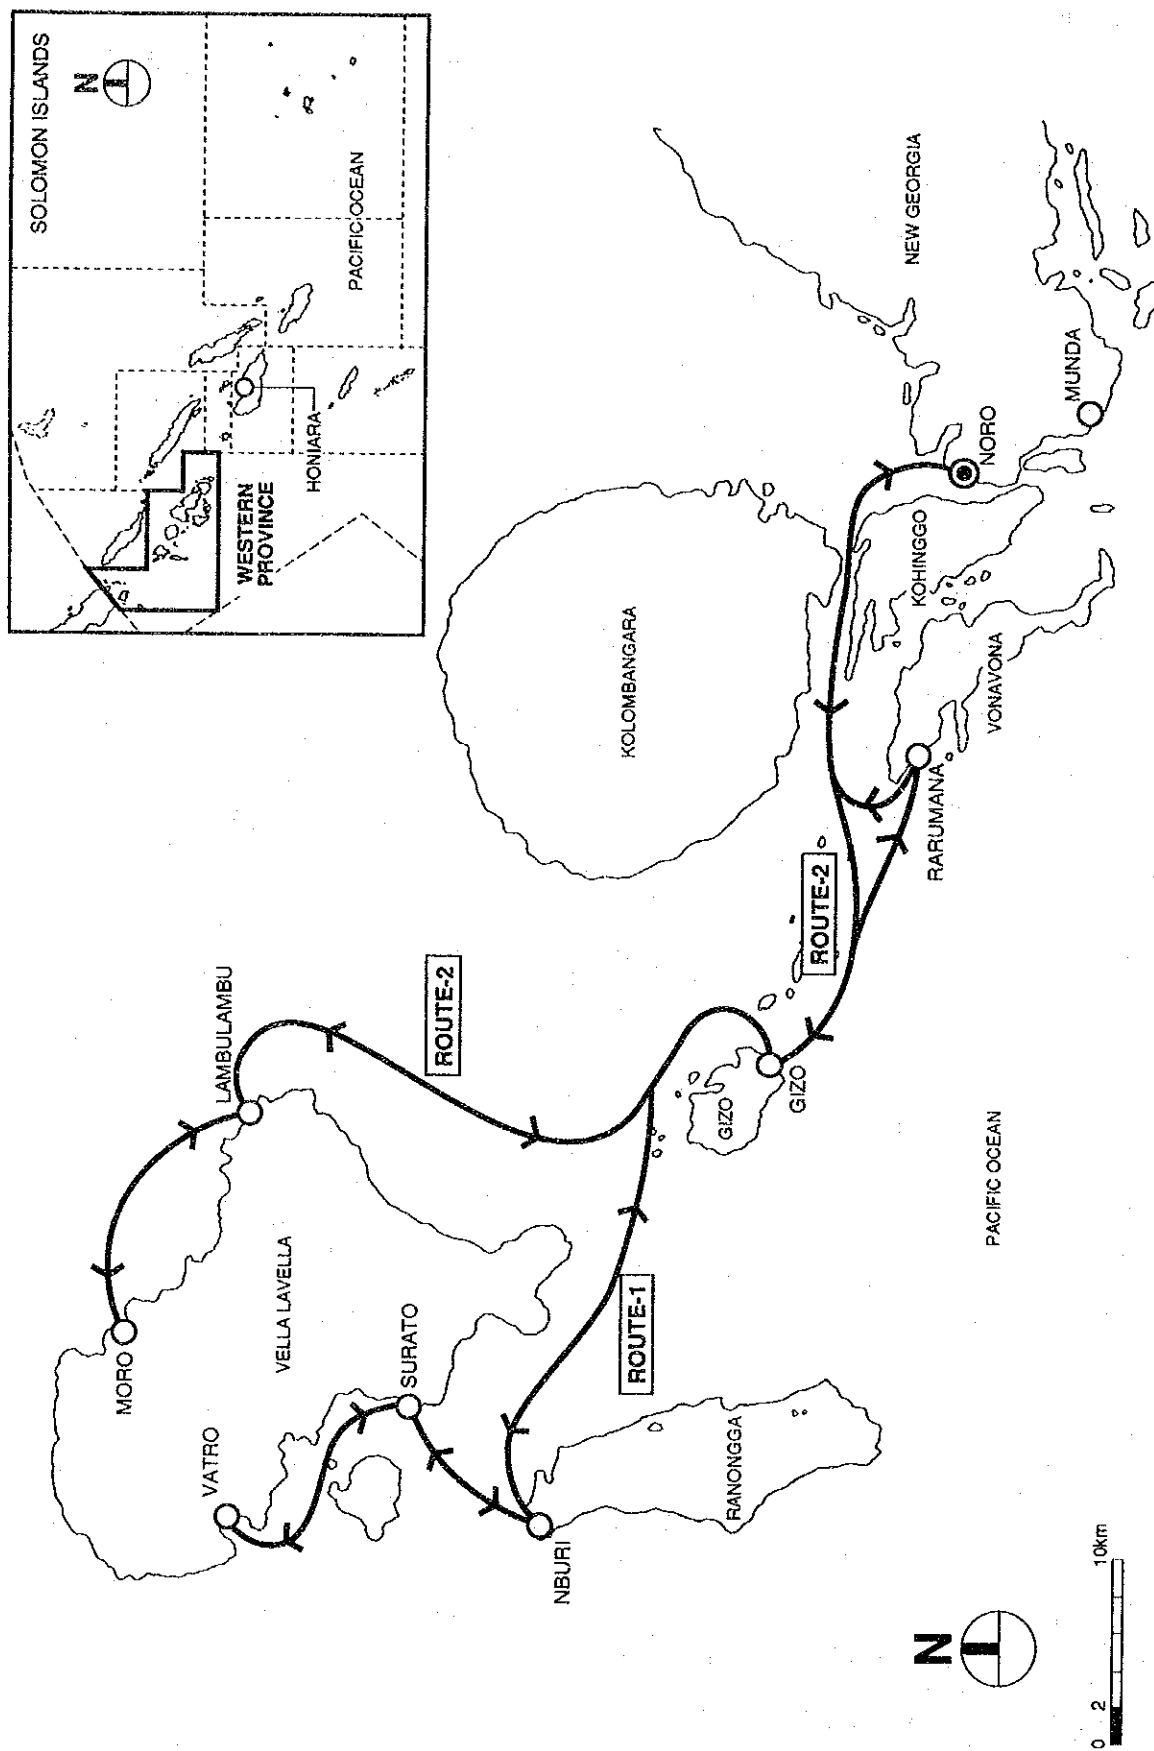 SOLOMON ISLANDS
N
PACIFIC OCEAN
HONIARA
WESTERN
PROVINCE
MORO
LAMBULAMBU
VATRO
VELLA LAVELLA
SURATO
ROUTE-2
NBURI
ROUTE-1
KOLOMBANGARA
RANONGGA
GIZO
GIZO
ROUTE-2
NEW GEORGIA
KOHINGGO
RARUMANA
NORO
VONAVONA
MUNDA
PACIFIC OCEAN
N
0 2 10km